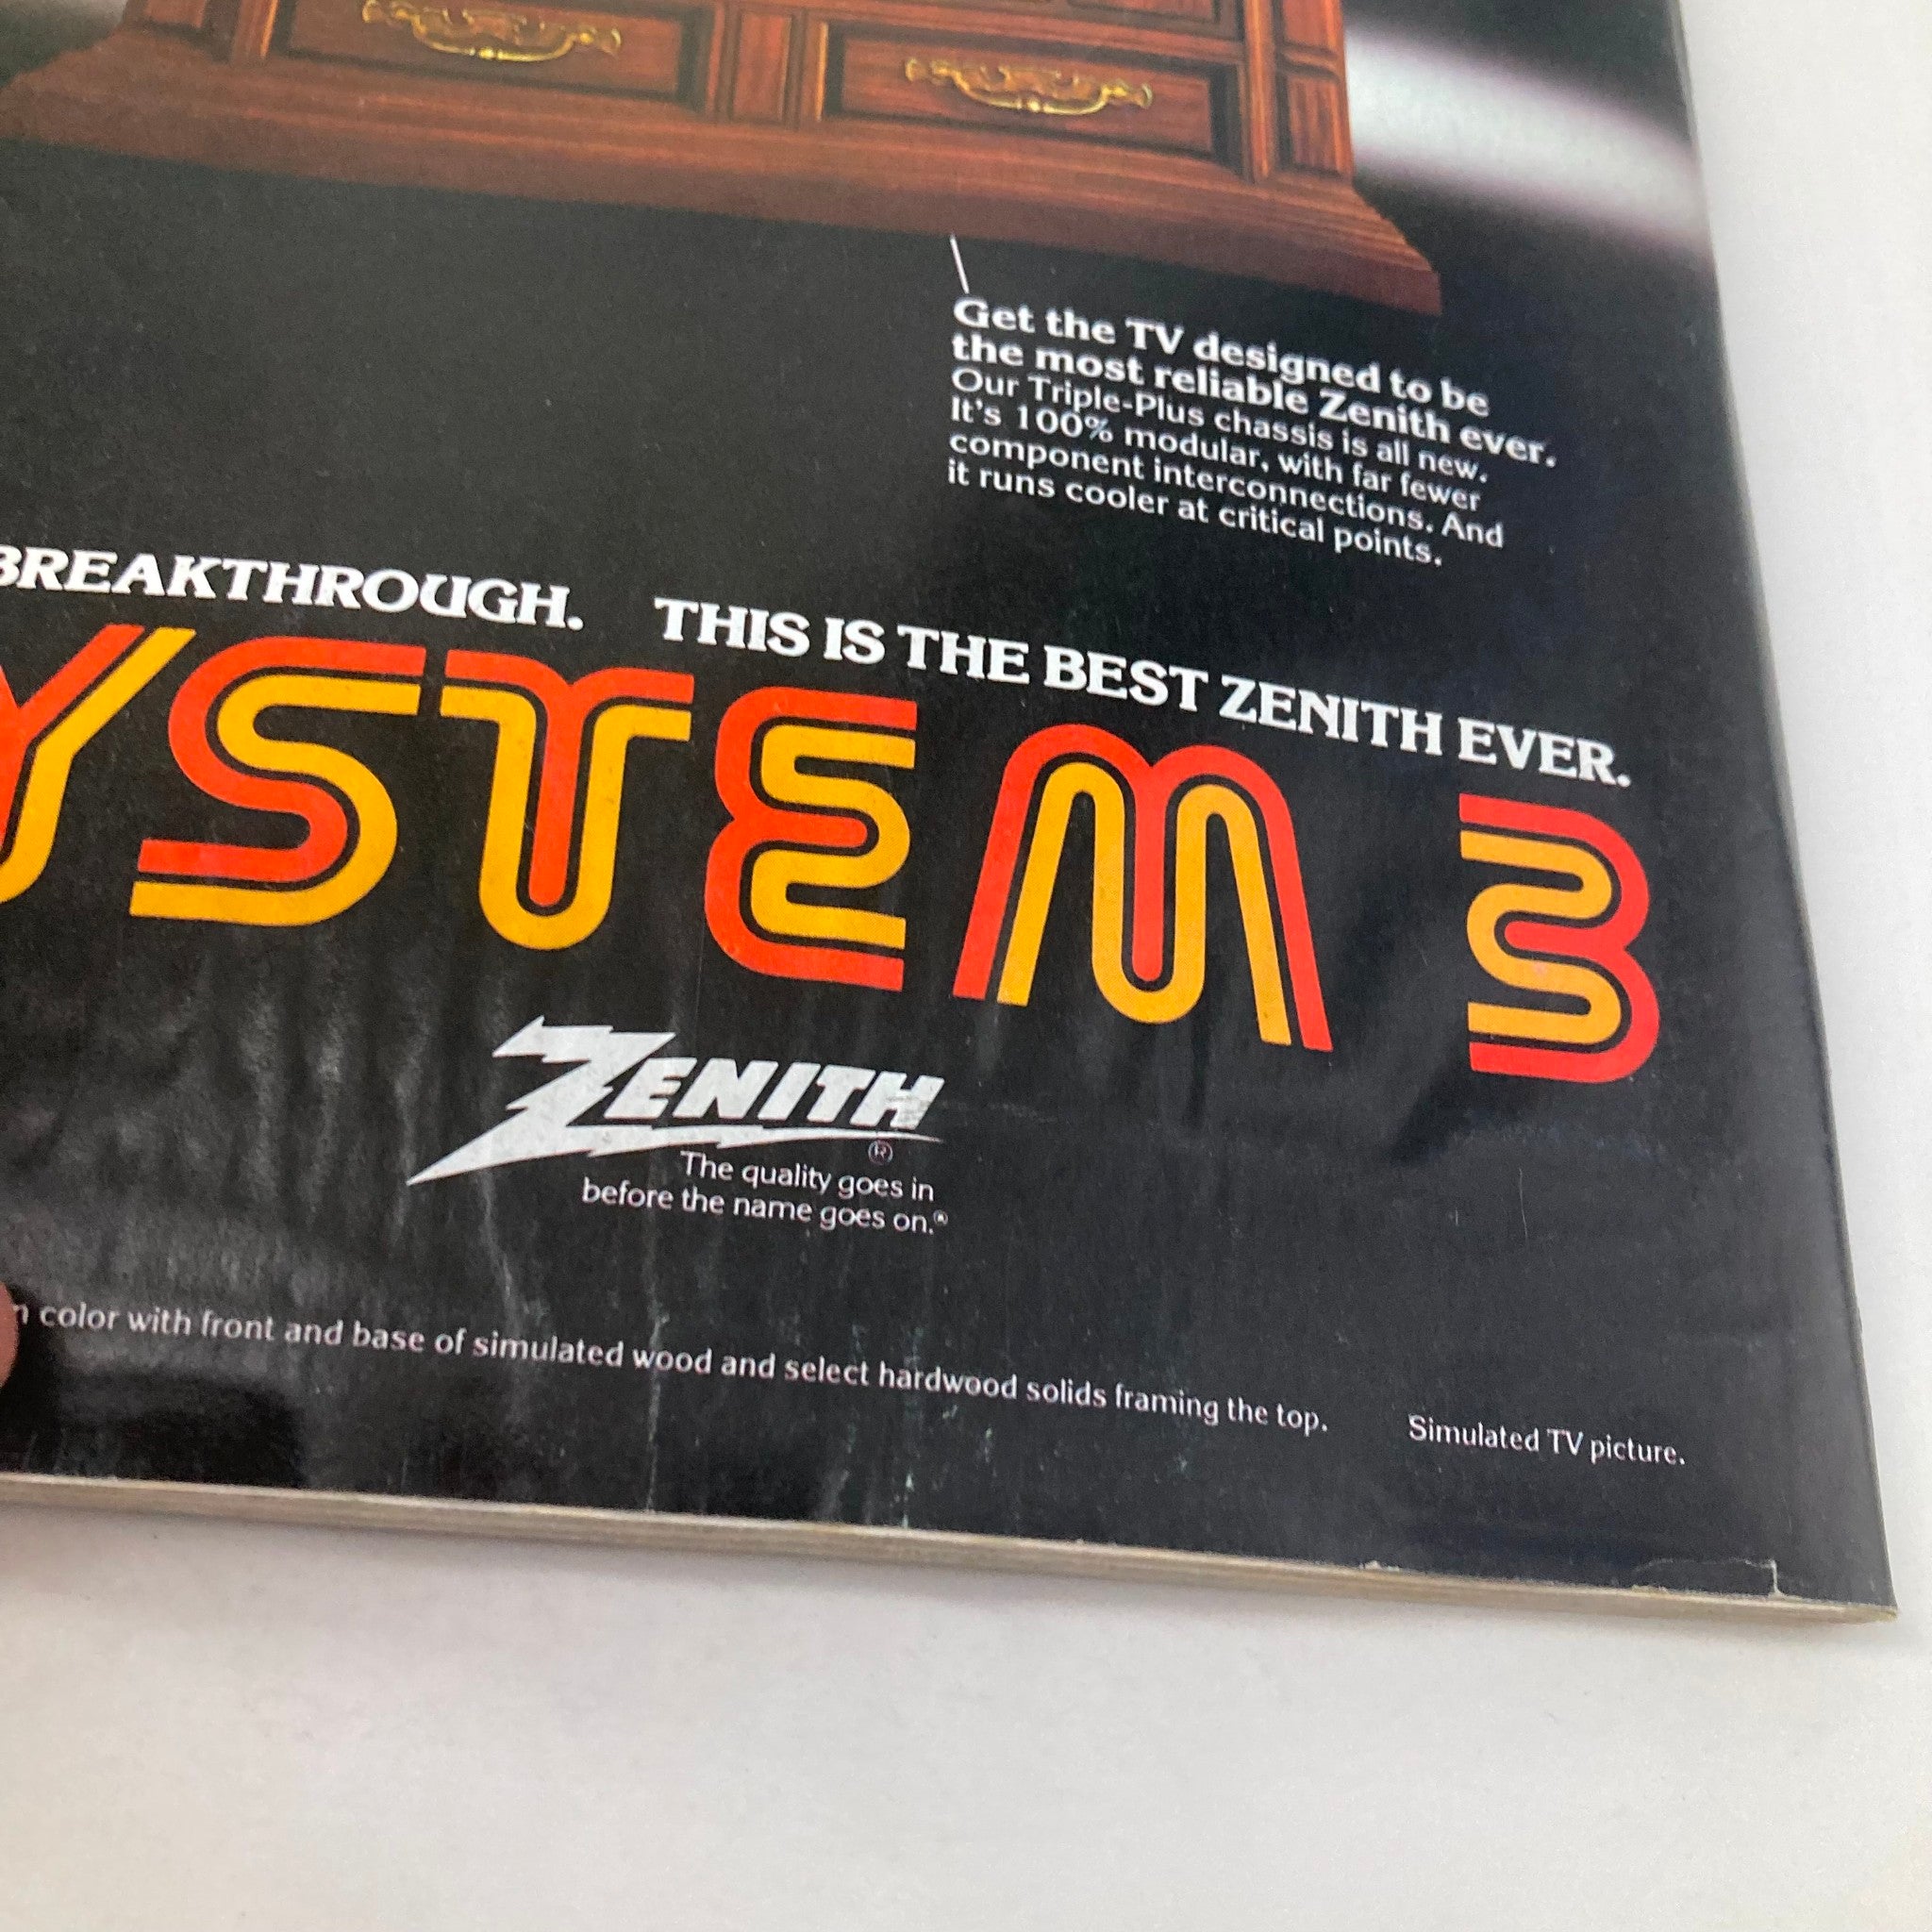 Get the TV designed to be
the most reliable Zenith ever.
Our Triple-Plus chassis is all new.
It's 100% modular, with far fewer
component interconnections. And
it runs cooler at critical points.
BREAKTHROUGH. THIS IS THE BEST ZENITH EVER.
YSTEM 3
ZENITH®
The quality goes in
before the name goes on.®
n color with front and base of simulated wood and select hardwood solids framing the top. Simulated TV picture.